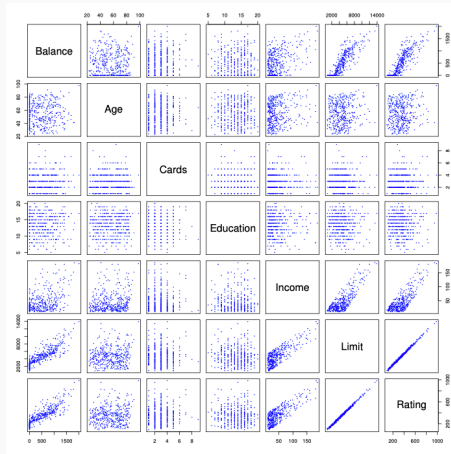 20 40 60 80 100
5 10 15 20
2000 8000 14000
Balance
0 500 1500
20 40 60 80 100
Age
Cards
2 4 6 8
5 10 15 20
Education
Income
50 100 150
2000 8000 14000
Limit
Rating
200 600 1000
0 500 1500
2 4 6 8
50 100 150
200 600 1000